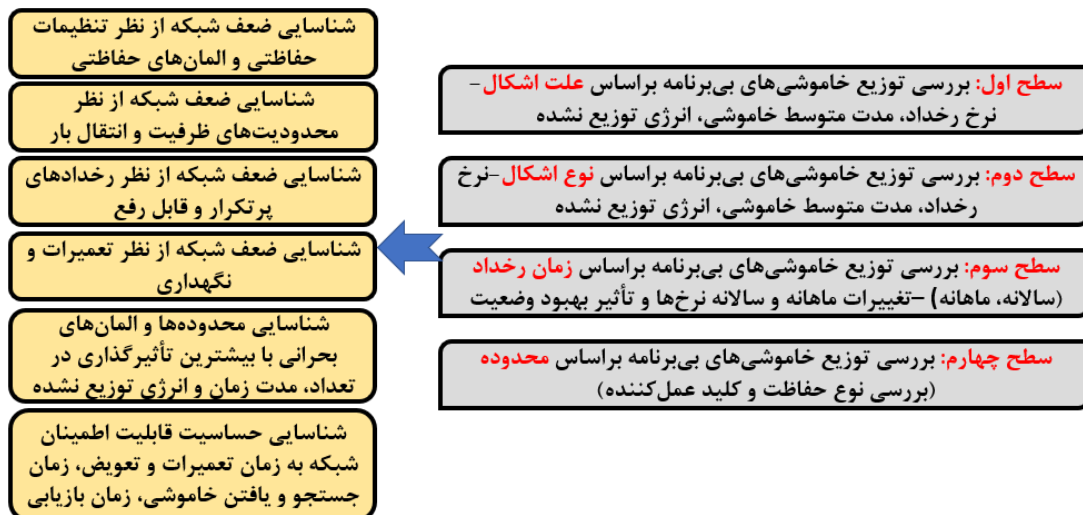 سطح اول: بررسی توزیع خاموشی‌های بی‌برنامه براساس علت اشکال-
نرخ رخداد، مدت متوسط خاموشی، انرژی توزیع نشده
سطح دوم: بررسی توزیع خاموشی‌های بی‌برنامه براساس نوع اشکال-نرخ
رخداد، مدت متوسط خاموشی، انرژی توزیع نشده
سطح سوم: بررسی توزیع خاموشی‌های بی‌برنامه براساس زمان رخداد
(سالانه، ماهانه) –تغییرات ماهانه و سالانه نرخ‌ها و تأثیر بهبود وضعیت
سطح چهارم: بررسی توزیع خاموشی‌های بی‌برنامه براساس محدوده
(بررسی نوع حفاظت و کلید عمل‌کننده)
شناسایی ضعف شبکه از نظر تنظیمات
حفاظتی و المان‌های حفاظتی
شناسایی ضعف شبکه از نظر
محدودیت‌های ظرفیت و انتقال بار
شناسایی ضعف شبکه از نظر رخدادهای
پرتکرار و قابل رفع
شناسایی ضعف شبکه از نظر تعمیرات و
نگهداری
شناسایی محدوده‌ها و المان‌های
بحرانی با بیشترین تأثیرگذاری در
تعداد، مدت زمان و انرژی توزیع نشده
شناسایی حساسیت قابلیت اطمینان
شبکه به زمان تعمیرات و تعویض، زمان
جستجو و یافتن خاموشی، زمان بازیابی